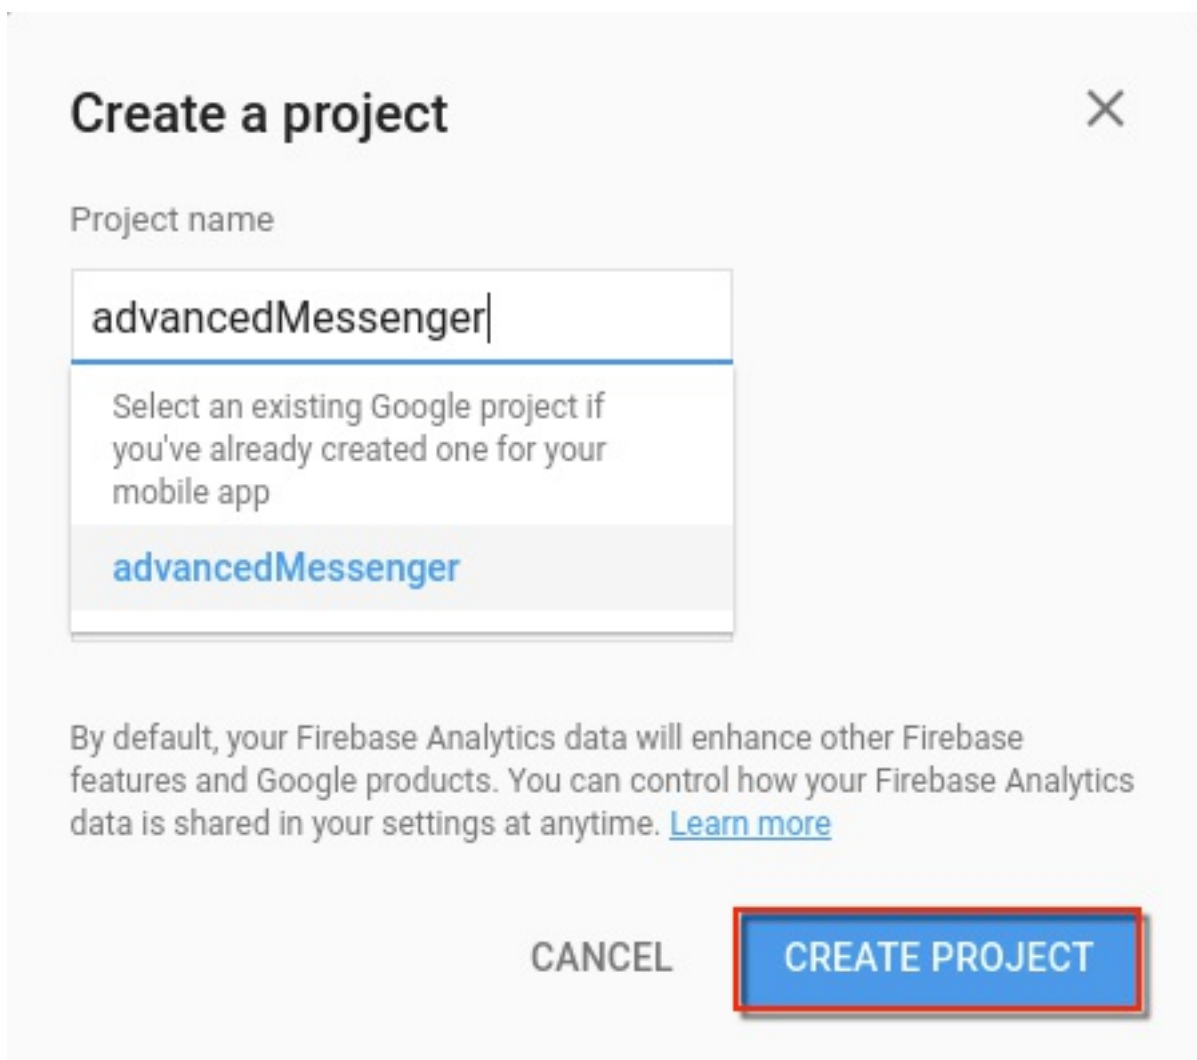 Create a project
Project name
advancedMessenger
Select an existing Google project if
you've already created one for your
mobile app
advancedMessenger
By default, your Firebase Analytics data will enhance other Firebase
features and Google products. You can control how your Firebase Analytics
data is shared in your settings at anytime. Learn more
CANCEL CREATE PROJECT